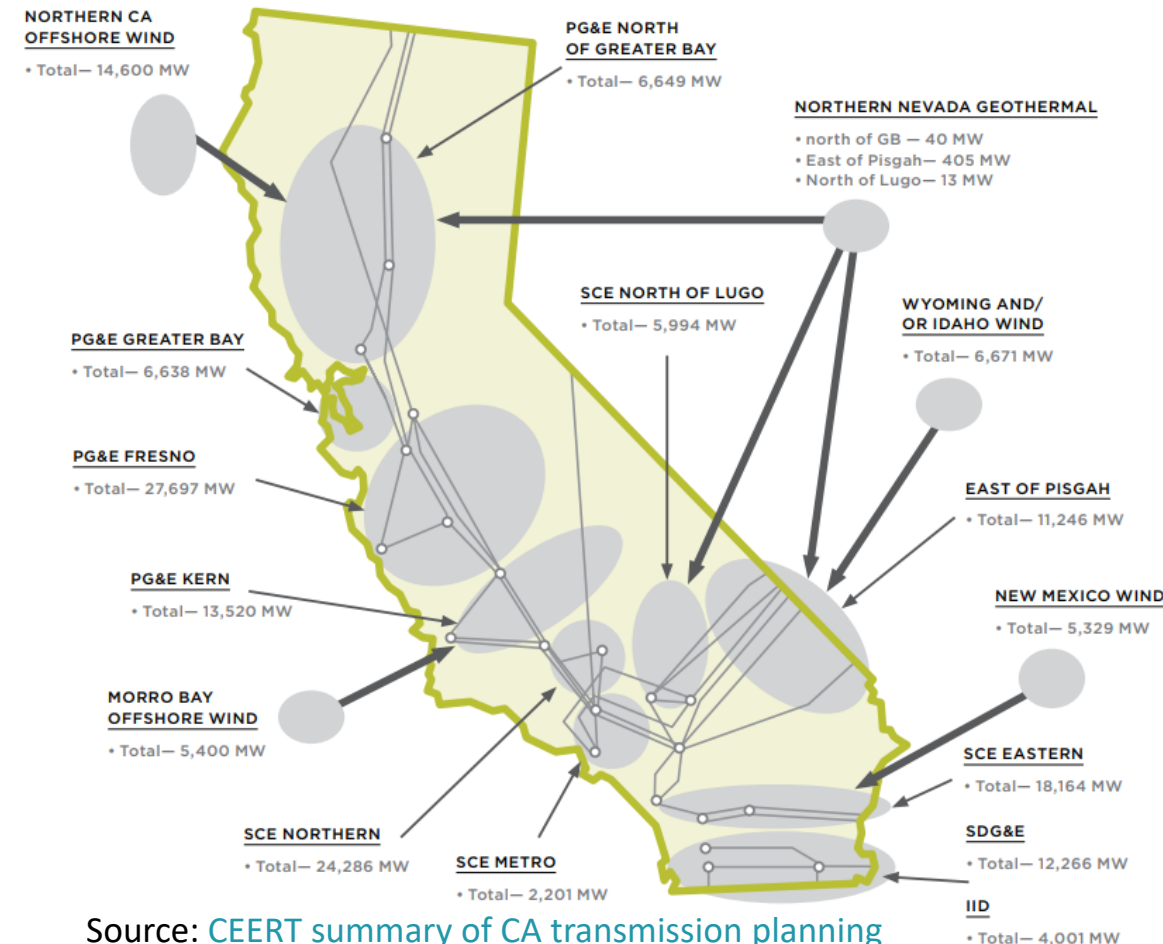 NORTHERN CA
OFFSHORE WIND
• Total— 14,600 MW
PG&E NORTH
OF GREATER BAY
• Total— 6,649 MW
NORTHERN NEVADA GEOTHERMAL
• north of GB — 40 MW
• East of Pisgah— 405 MW
• North of Lugo— 13 MW
SCE NORTH OF LUGO
• Total— 5,994 MW
WYOMING AND/
OR IDAHO WIND
• Total— 6,671 MW
PG&E GREATER BAY
• Total— 6,638 MW
PG&E FRESNO
• Total— 27,697 MW
EAST OF PISGAH
• Total— 11,246 MW
PG&E KERN
• Total— 13,520 MW
NEW MEXICO WIND
• Total— 5,329 MW
MORRO BAY
OFFSHORE WIND
• Total— 5,400 MW
SCE EASTERN
• Total— 18,164 MW
SCE NORTHERN
• Total— 24,286 MW
SCE METRO
• Total— 2,201 MW
SDG&E
• Total— 12,266 MW
IID
• Total— 4,001 MW
Source: CEERT summary of CA transmission planning